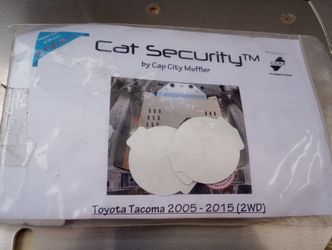 Cat Security™
by Cap City Muffler
Toyota Tacoma 2005 - 2015 (2WD)